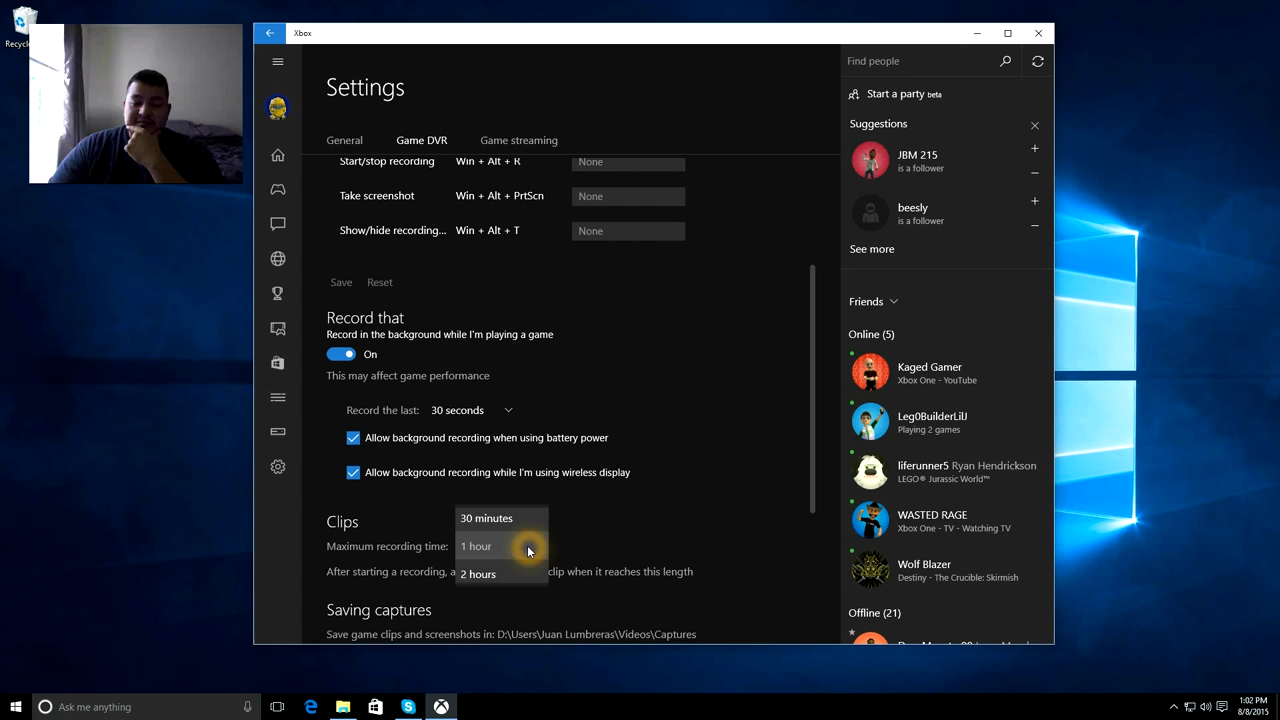 Recycle
Xbox
Settings
General Game DVR Game streaming
Start/stop recording Win + Alt + R None
Take screenshot Win + Alt + PrtScn None
Show/hide recording... Win + Alt + T None
Save Reset
Record that
Record in the background while I'm playing a game
On
This may affect game performance
Record the last: 30 seconds
Allow background recording when using battery power
Allow background recording while I'm using wireless display
Clips
30 minutes
Maximum recording time: 1 hour
After starting a recording, a clip when it reaches this length
2 hours
Saving captures
Save game clips and screenshots in: D:\Users\Juan Lumbreras\Videos\Captures
Find people
Start a party beta
Suggestions
JBM 215
is a follower
beesly
is a follower
See more
Friends
Online (5)
Kaged Gamer
Xbox One - YouTube
Leg0BuilderLilJ
Playing 2 games
liferunner5 Ryan Hendrickson
LEGO® Jurassic World™
WASTED RAGE
Xbox One - TV - Watching TV
Wolf Blazer
Destiny - The Crucible: Skirmish
Offline (21)
Ask me anything
1:02 PM
8/8/2015